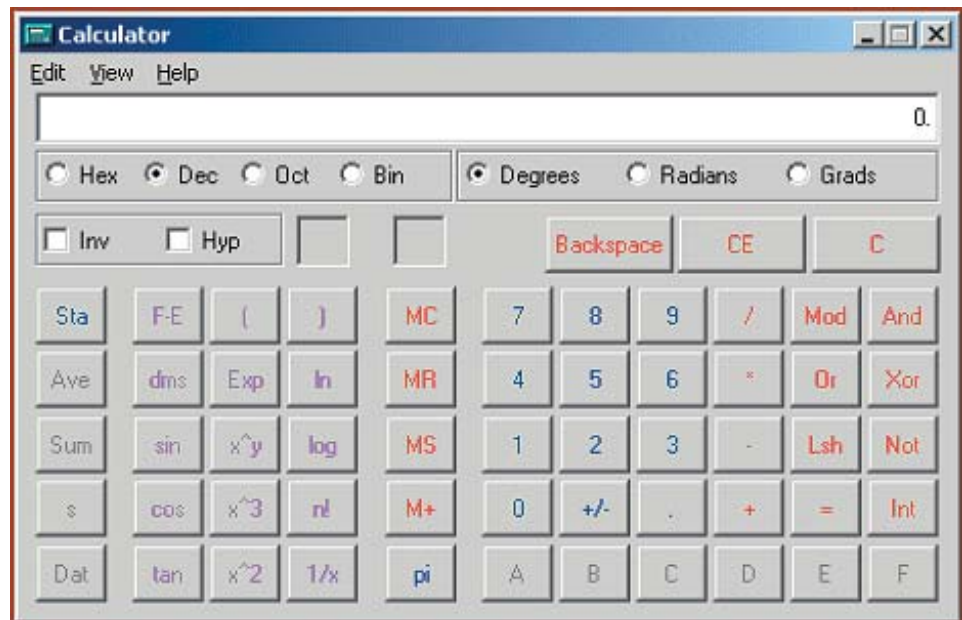 Calculator
Edit View Help
0.
Hex Dec Oct Bin Degrees Radians Grads
Inv Hyp Backspace CE C
Sta F-E ( ) MC 7 8 9 / Mod And
Ave dms Exp ln MR 4 5 6 * Or Xor
Sum sin x^y log MS 1 2 3 - Lsh Not
s cos x^3 n! M+ 0 +/- . + = Int
Dat tan x^2 1/x pi A B C D E F